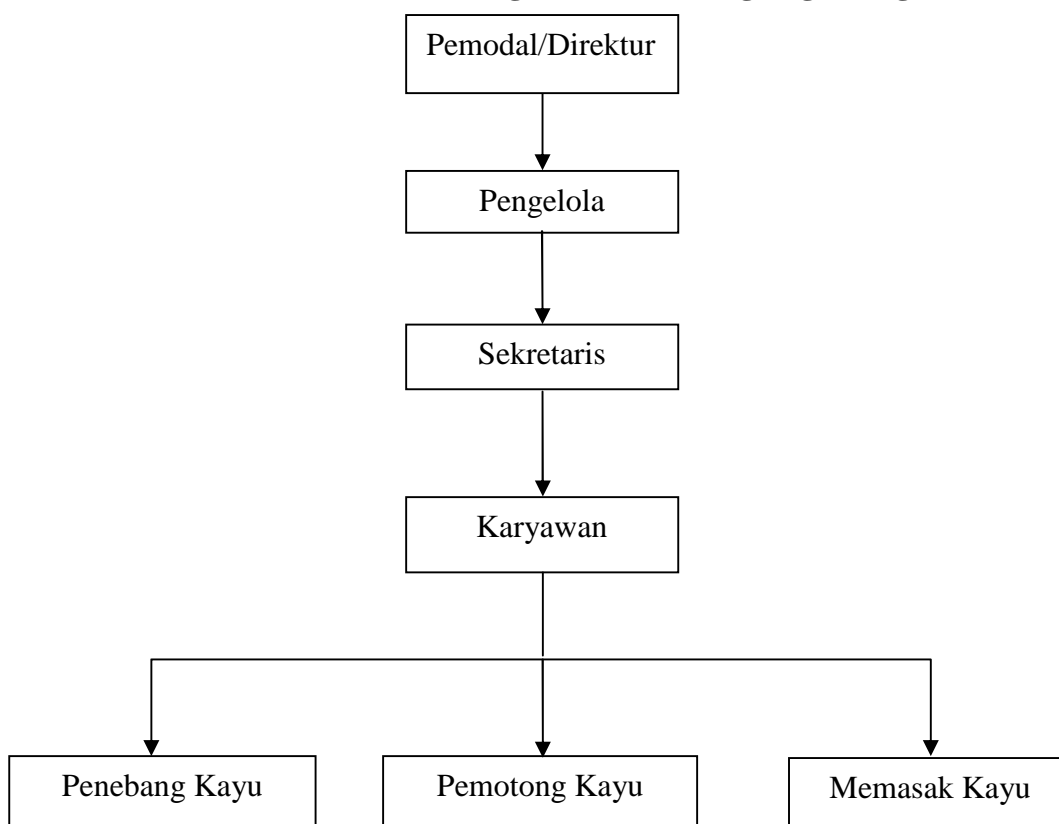 Pemodal/Direktur
Pengelola
Sekretaris
Karyawan
Penebang Kayu
Pemotong Kayu
Memasak Kayu